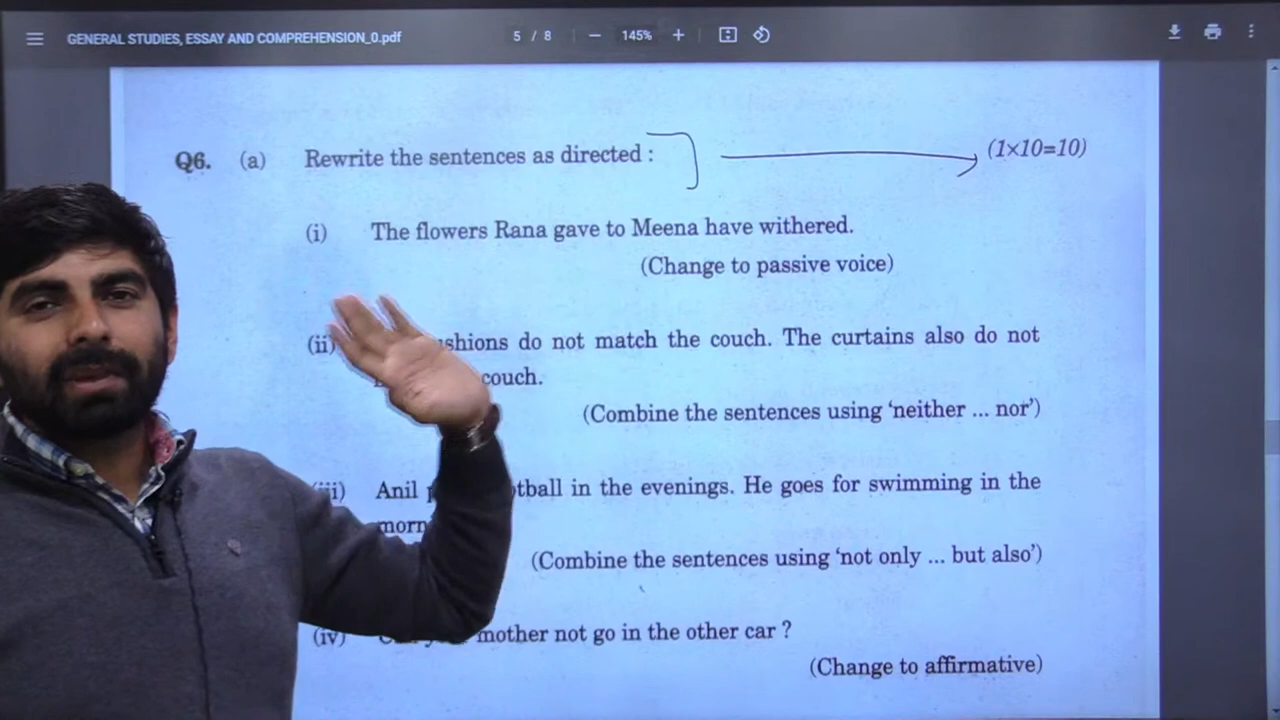 GENERAL STUDIES, ESSAY AND COMPREHENSION_0.pdf 5 / 8 145%
Q6. (a) Rewrite the sentences as directed : (1×10=10)
(i) The flowers Rana gave to Meena have withered.
(Change to passive voice)
(ii) do not match the couch. The curtains also do not
couch.
(Combine the sentences using ‘neither ... nor’)
Anil in the evenings. He goes for swimming in the
(Combine the sentences using ‘not only ... but also’)
(iv) mother not go in the other car ?
(Change to affirmative)